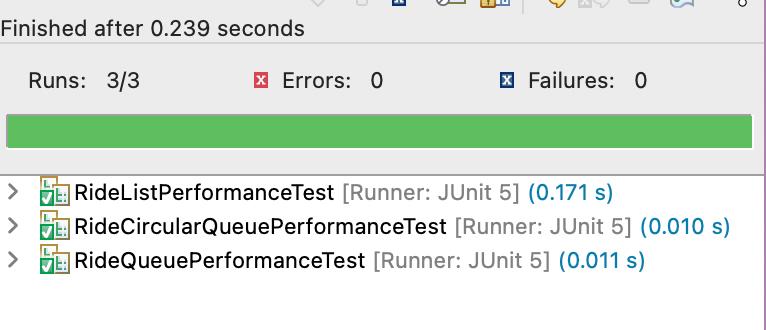 Finished after 0.239 seconds
Runs: 3/3 Errors: 0 Failures: 0
RideListPerformanceTest [Runner: JUnit 5] (0.171 s)
RideCircularQueuePerformanceTest [Runner: JUnit 5] (0.010 s)
RideQueuePerformanceTest [Runner: JUnit 5] (0.011 s)